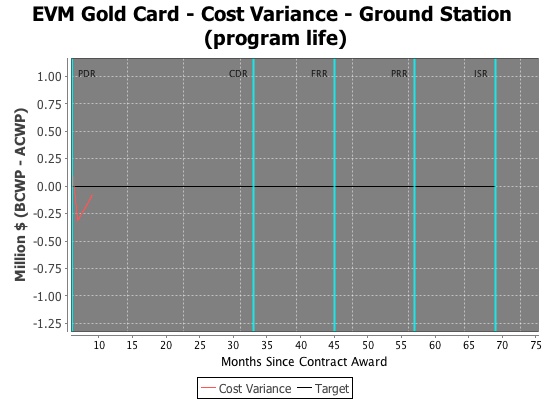 EVM Gold Card - Cost Variance - Ground Station
(program life)
Million $ (BCWP - ACWP)
1.00
0.75
0.50
0.25
0.00
-0.25
-0.50
-0.75
-1.00
-1.25
PDR CDR FRR PRR ISR
10 15 20 25 30 35 40 45 50 55 60 65 70 75
Months Since Contract Award
Cost Variance Target